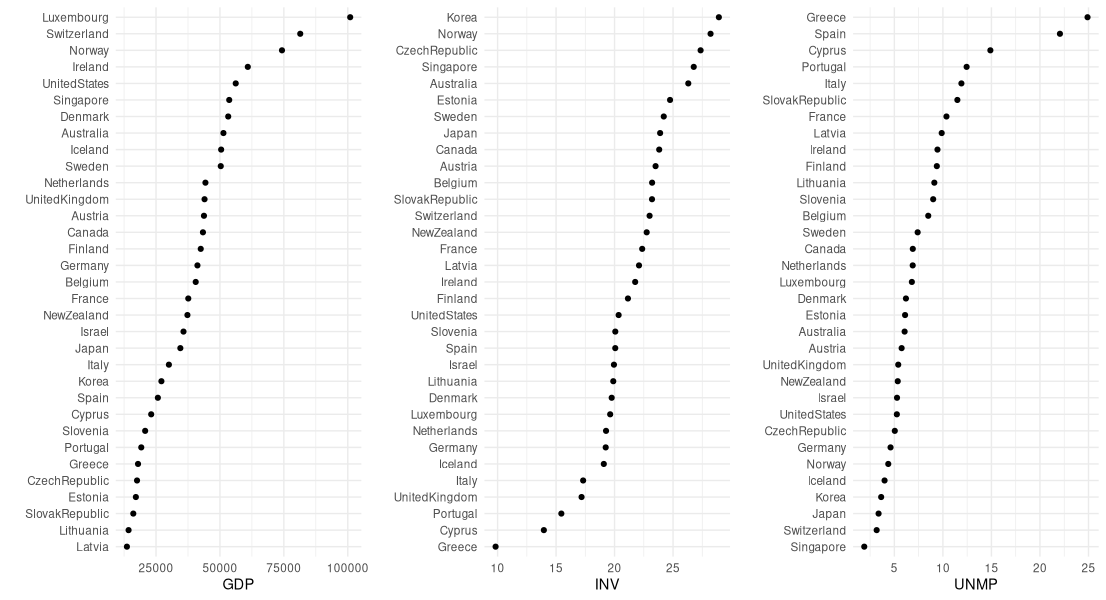 Luxembourg
Switzerland
Norway
Ireland
UnitedStates
Singapore
Denmark
Australia
Iceland
Sweden
Netherlands
UnitedKingdom
Austria
Canada
Finland
Germany
Belgium
France
NewZealand
Israel
Japan
Italy
Korea
Spain
Cyprus
Slovenia
Portugal
Greece
CzechRepublic
Estonia
SlovakRepublic
Lithuania
Latvia
25000 50000 75000 100000
GDP
Korea
Norway
CzechRepublic
Singapore
Australia
Estonia
Sweden
Japan
Canada
Austria
Belgium
SlovakRepublic
Switzerland
NewZealand
France
Latvia
Ireland
Finland
UnitedStates
Slovenia
Spain
Israel
Lithuania
Denmark
Luxembourg
Netherlands
Germany
Iceland
Italy
UnitedKingdom
Portugal
Cyprus
Greece
10 15 20 25
INV
Greece
Spain
Cyprus
Portugal
Italy
SlovakRepublic
France
Latvia
Ireland
Finland
Lithuania
Slovenia
Belgium
Sweden
Canada
Netherlands
Luxembourg
Denmark
Estonia
Australia
Austria
UnitedKingdom
NewZealand
Israel
UnitedStates
CzechRepublic
Germany
Norway
Iceland
Korea
Japan
Switzerland
Singapore
5 10 15 20 25
UNMP